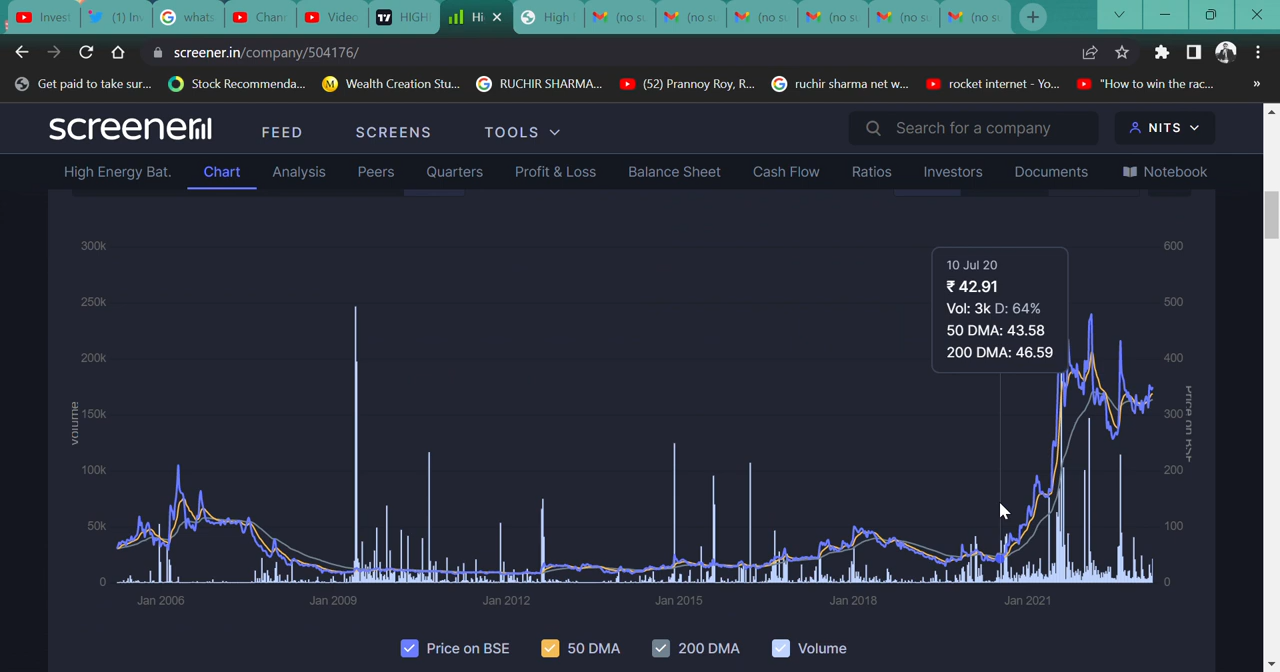 Invest (1) In whats Chann Video HIGH Hi High (no su (no su (no su (no su (no su (no su
screener.in/company/504176/
Get paid to take sur... Stock Recommenda... Wealth Creation Stu... RUCHIR SHARMA... (52) Prannoy Roy, R... ruchir sharma net w... rocket internet - Yo... "How to win the rac... »
screener FEED SCREENS TOOLS Search for a company NITS
High Energy Bat. Chart Analysis Peers Quarters Profit & Loss Balance Sheet Cash Flow Ratios Investors Documents Notebook
300k 600
250k 500
200k 400
150k 300
100k 200
50k 100
0 0
volume
10 Jul 20
₹ 42.91
Vol: 3k D: 64%
50 DMA: 43.58
200 DMA: 46.59
Jan 2006 Jan 2009 Jan 2012 Jan 2015 Jan 2018 Jan 2021
Price on BSE 50 DMA 200 DMA Volume